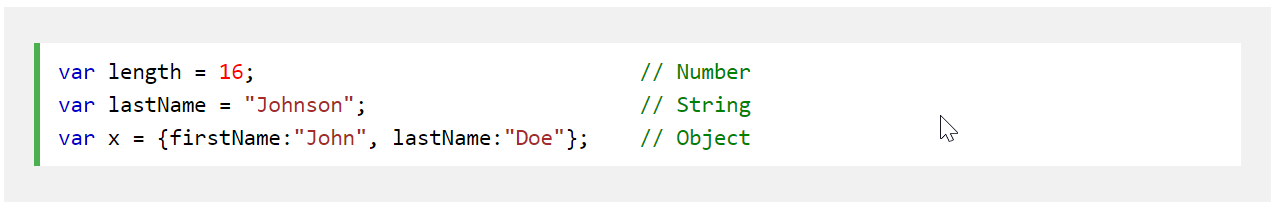 var length = 16;                               // Number
var lastName = "Johnson";                      // String
var x = {firstName:"John", lastName:"Doe"};    // Object